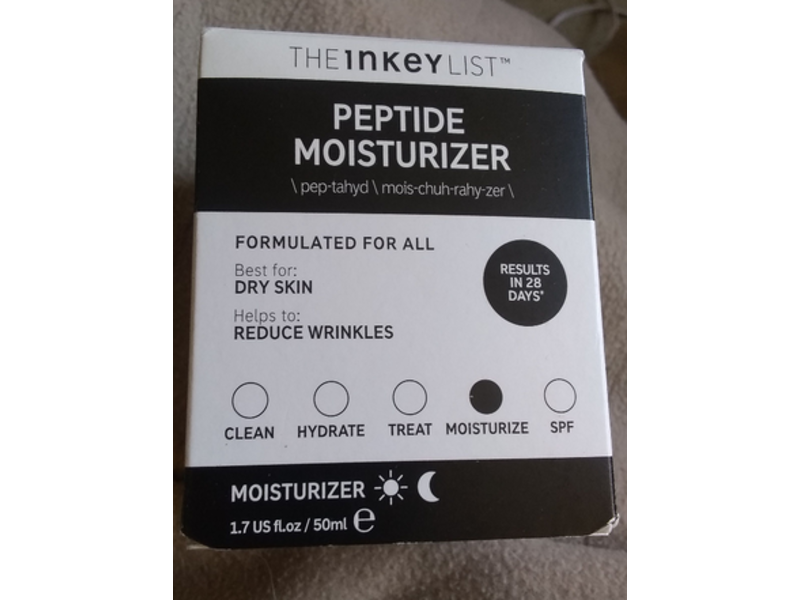 THE INKEY LIST™
PEPTIDE
MOISTURIZER
\ pep-tahyd \ mois-chuh-rahy-zer \
FORMULATED FOR ALL
Best for:
DRY SKIN
Helps to:
REDUCE WRINKLES
RESULTS
IN 28
DAYS*
CLEAN HYDRATE TREAT MOISTURIZE SPF
MOISTURIZER
1.7 US fl.oz / 50ml ℮